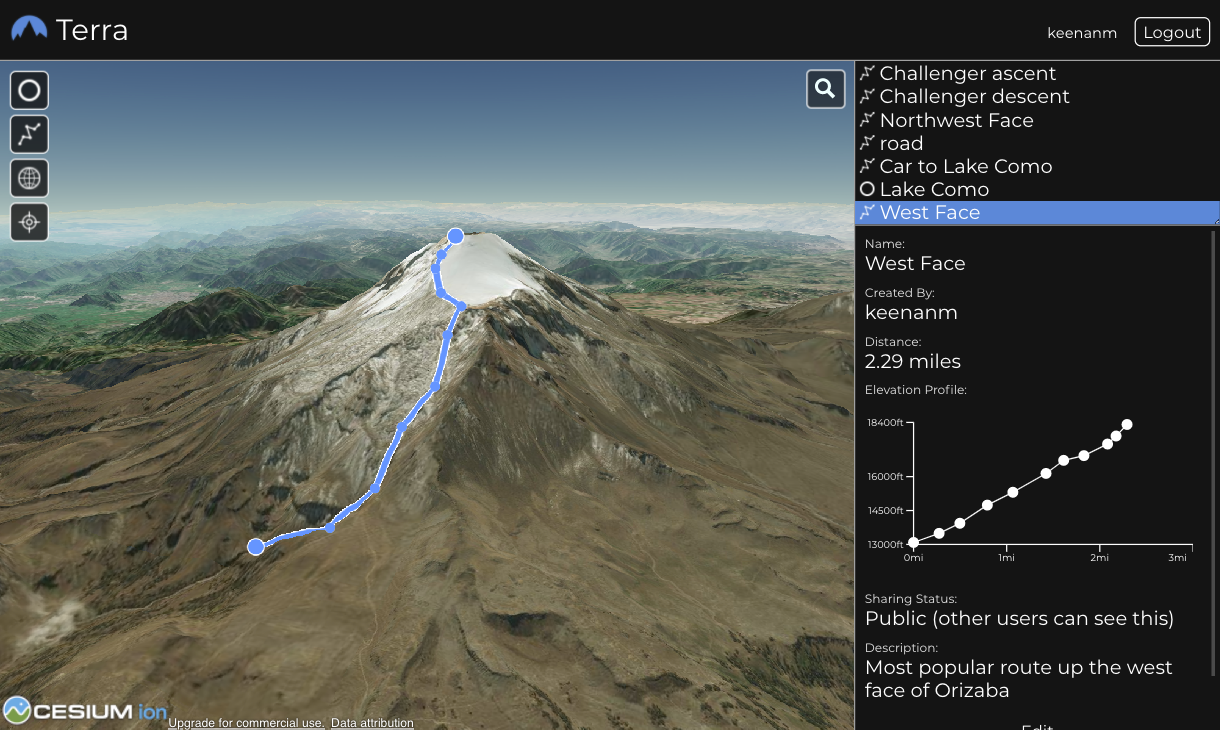 Terra
keenanm
Logout
Challenger ascent
Challenger descent
Northwest Face
road
Car to Lake Como
Lake Como
West Face
Name:
West Face
Created By:
keenanm
Distance:
2.29 miles
Elevation Profile:
18400ft
16000ft
14500ft
13000ft
0mi
1mi
2mi
3mi
Sharing Status:
Public (other users can see this)
Description:
Most popular route up the west
face of Orizaba
Edit
CESIUM ion
Upgrade for commercial use. Data attribution